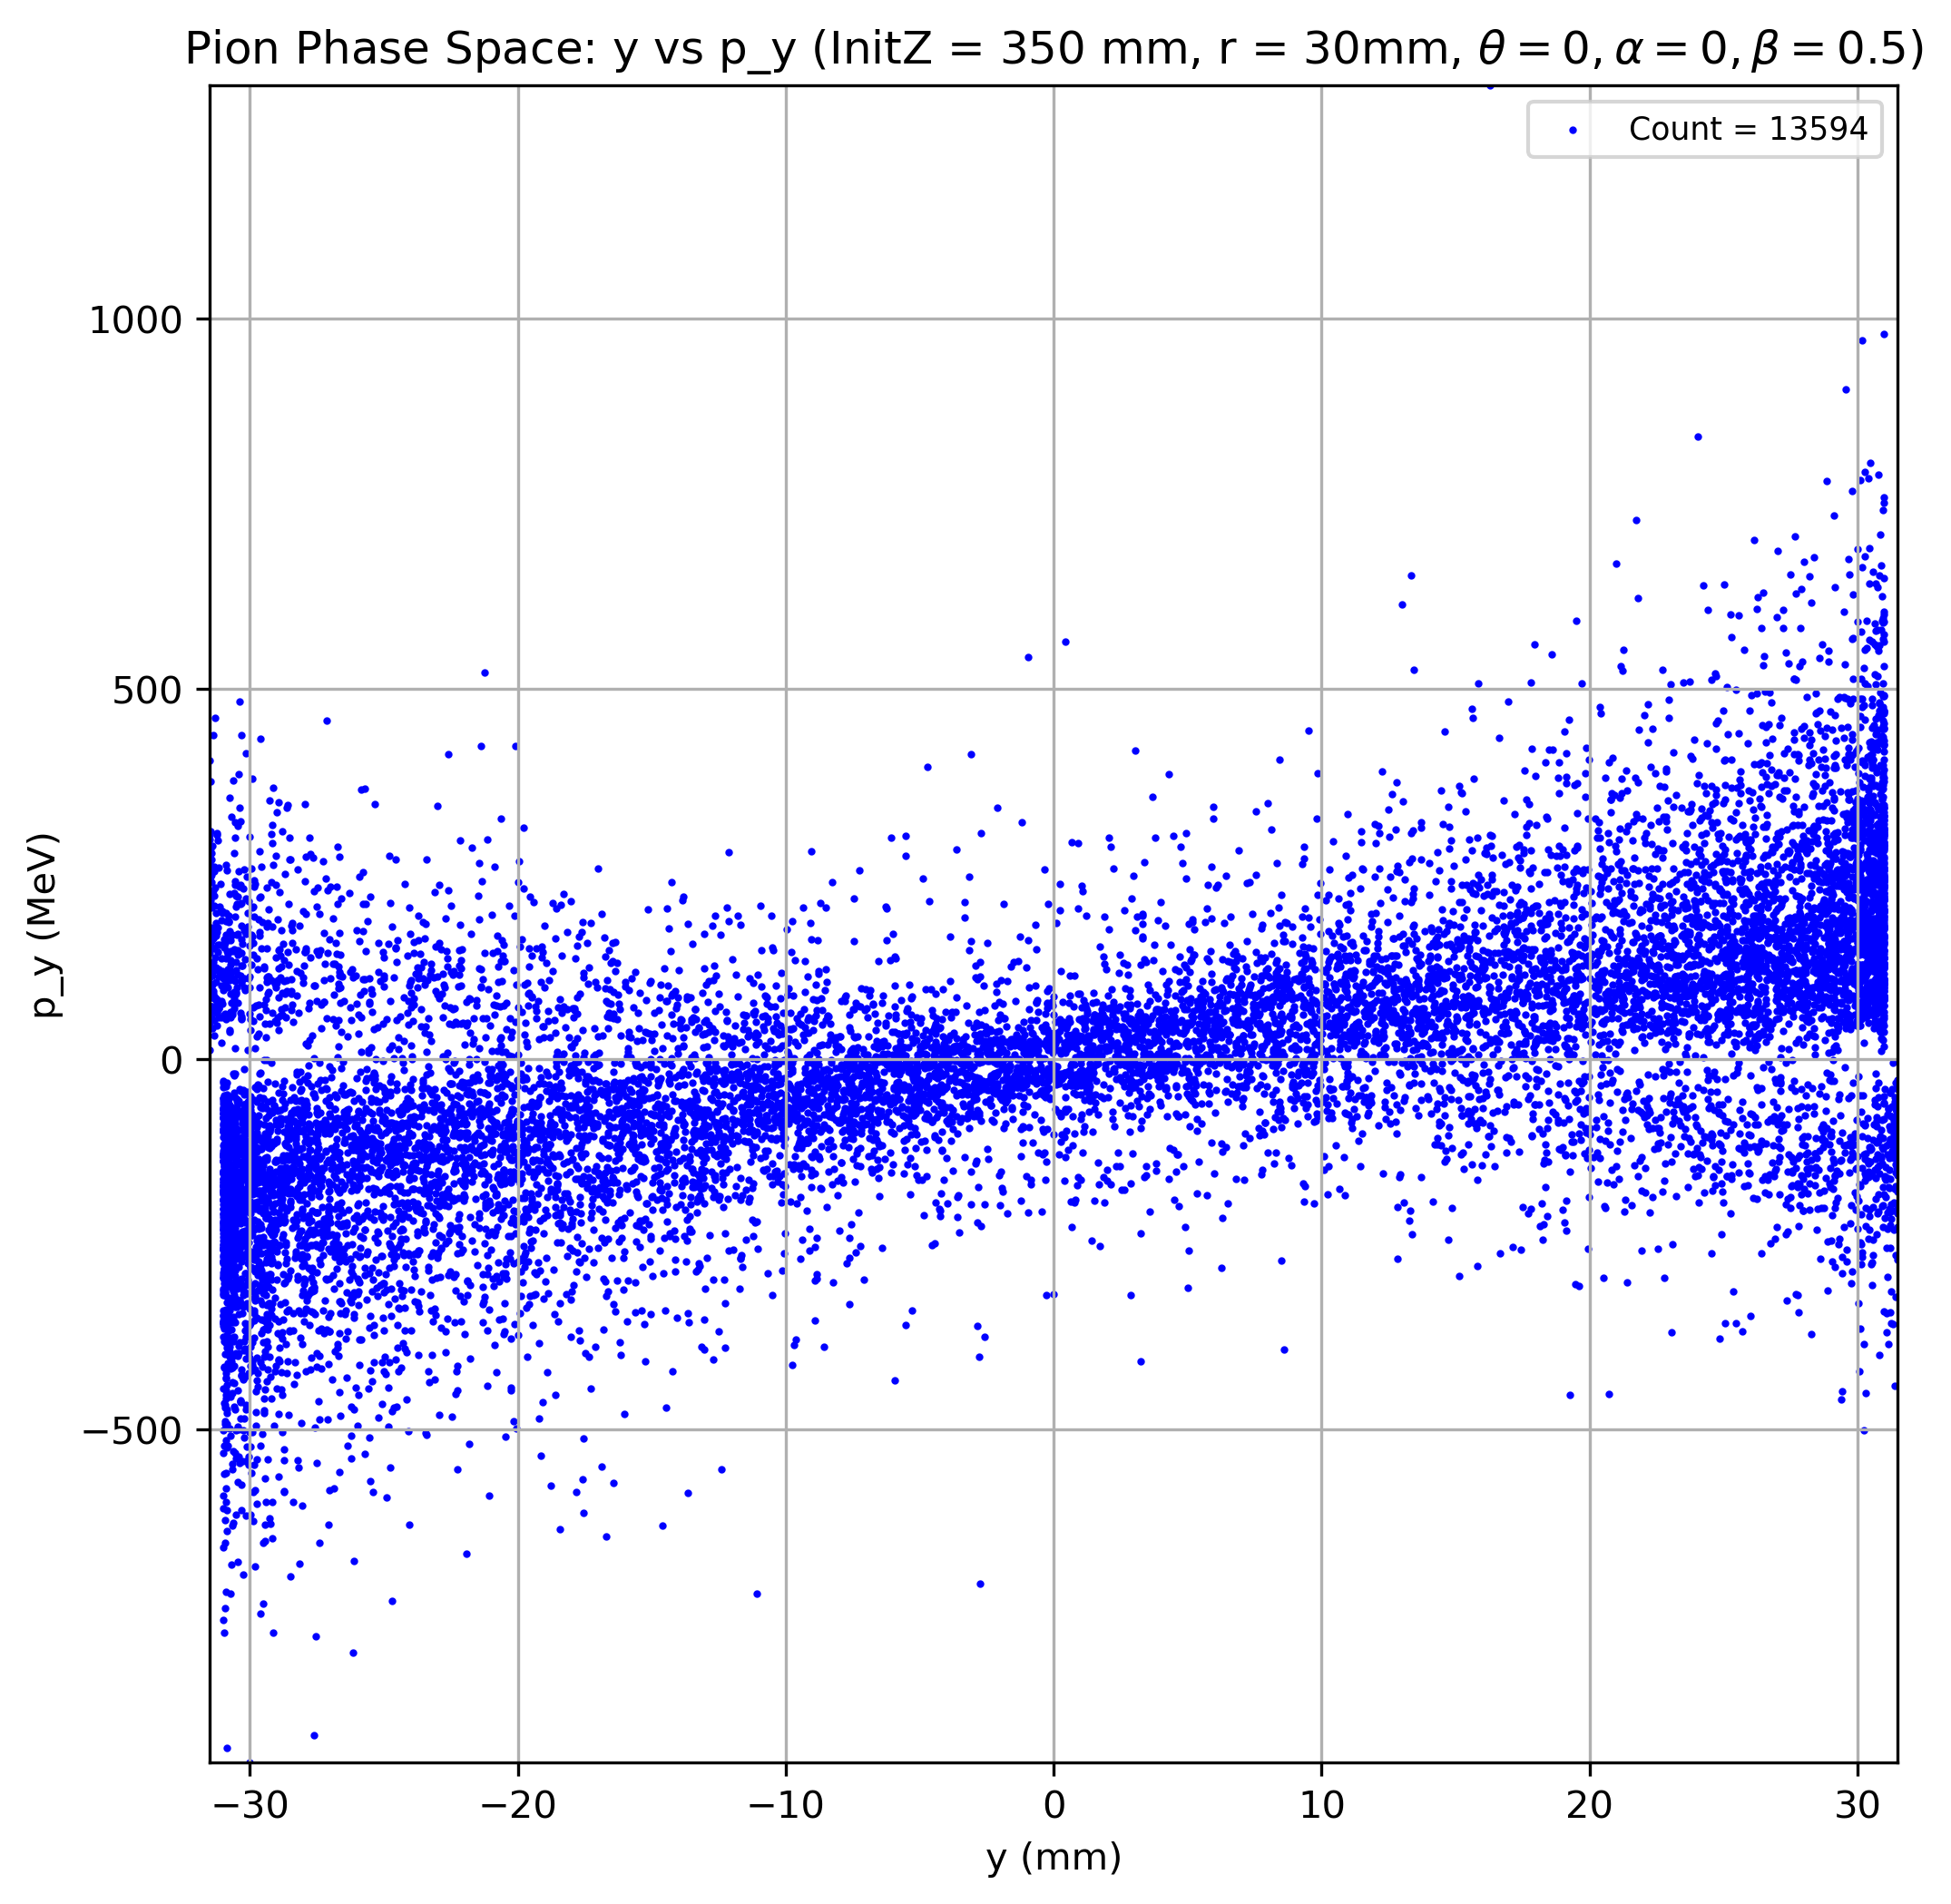 Pion Phase Space: y vs p_y (InitZ = 350 mm, r = 30mm, θ = 0, α = 0, β = 0.5)
Count = 13594
1000
500
0
−500
p_y (MeV)
−30 −20 −10 0 10 20 30
y (mm)